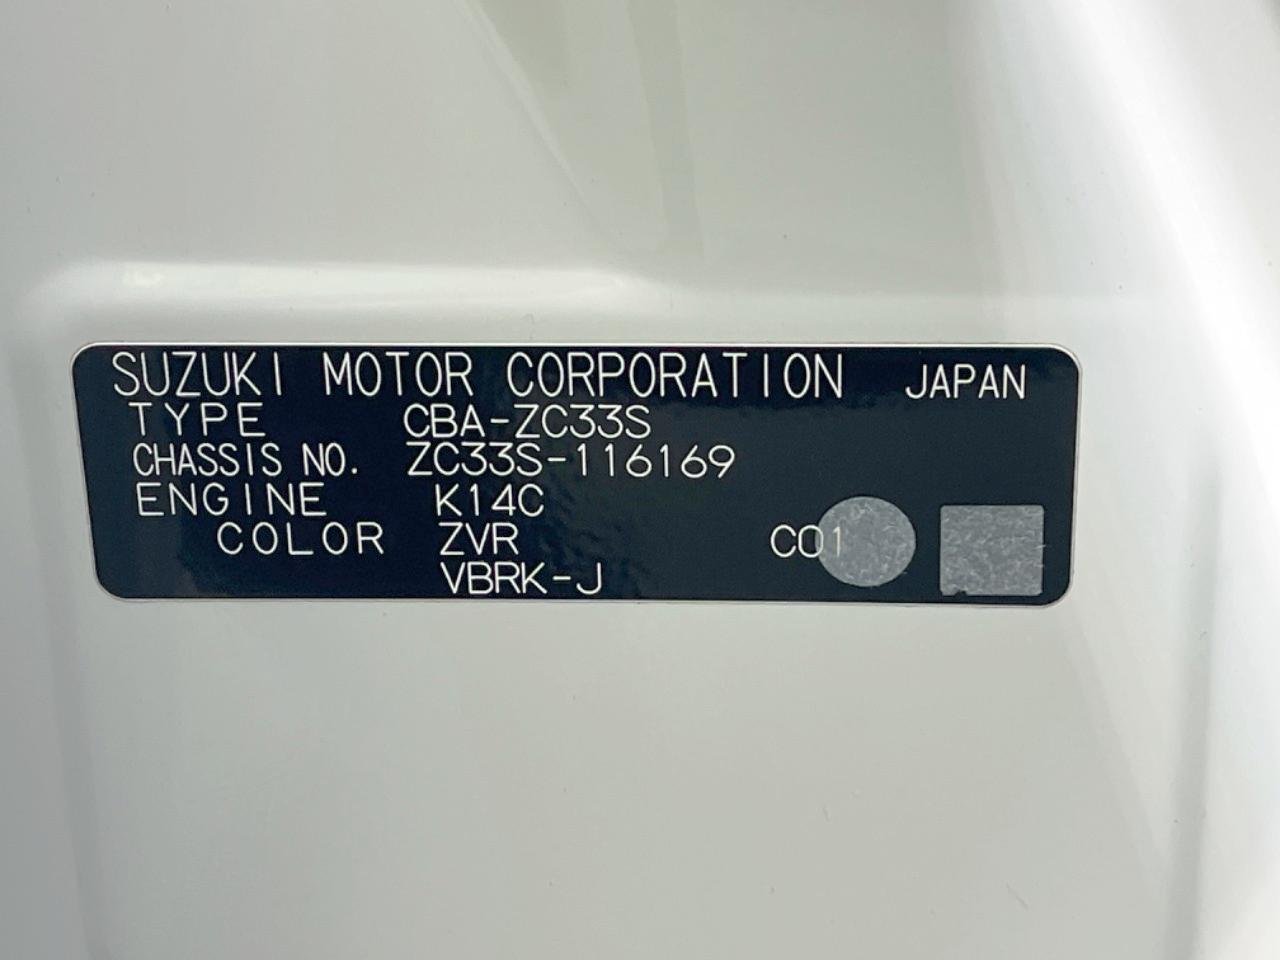 SUZUKI MOTOR CORPORATION JAPAN
TYPE CBA-ZC33S
CHASSIS NO. ZC33S-116169
ENGINE K14C
COLOR ZVR C01
VBRK-J